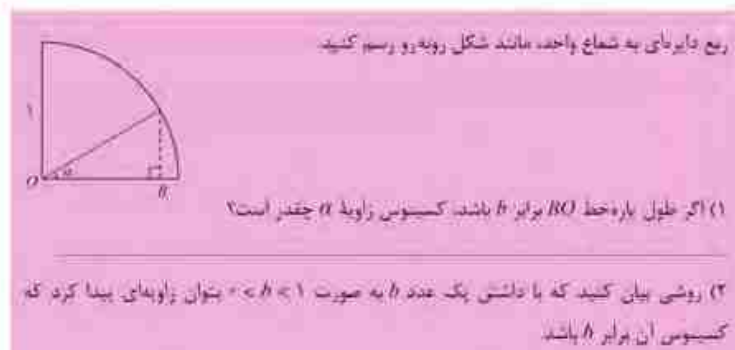 ربع دایره‌ای به شعاع واحد، مانند شکل روبه‌رو رسم کنید.
۱
O
α
B
۱) اگر طول پاره‌خط BO برابر b باشد، کسینوس زاویهٔ α چقدر است؟
۲) روشی بیان کنید که با داشتن یک عدد b به صورت ۰ < b < ۱ بتوان زاویه‌ای پیدا کرد که
کسینوس آن برابر b باشد.